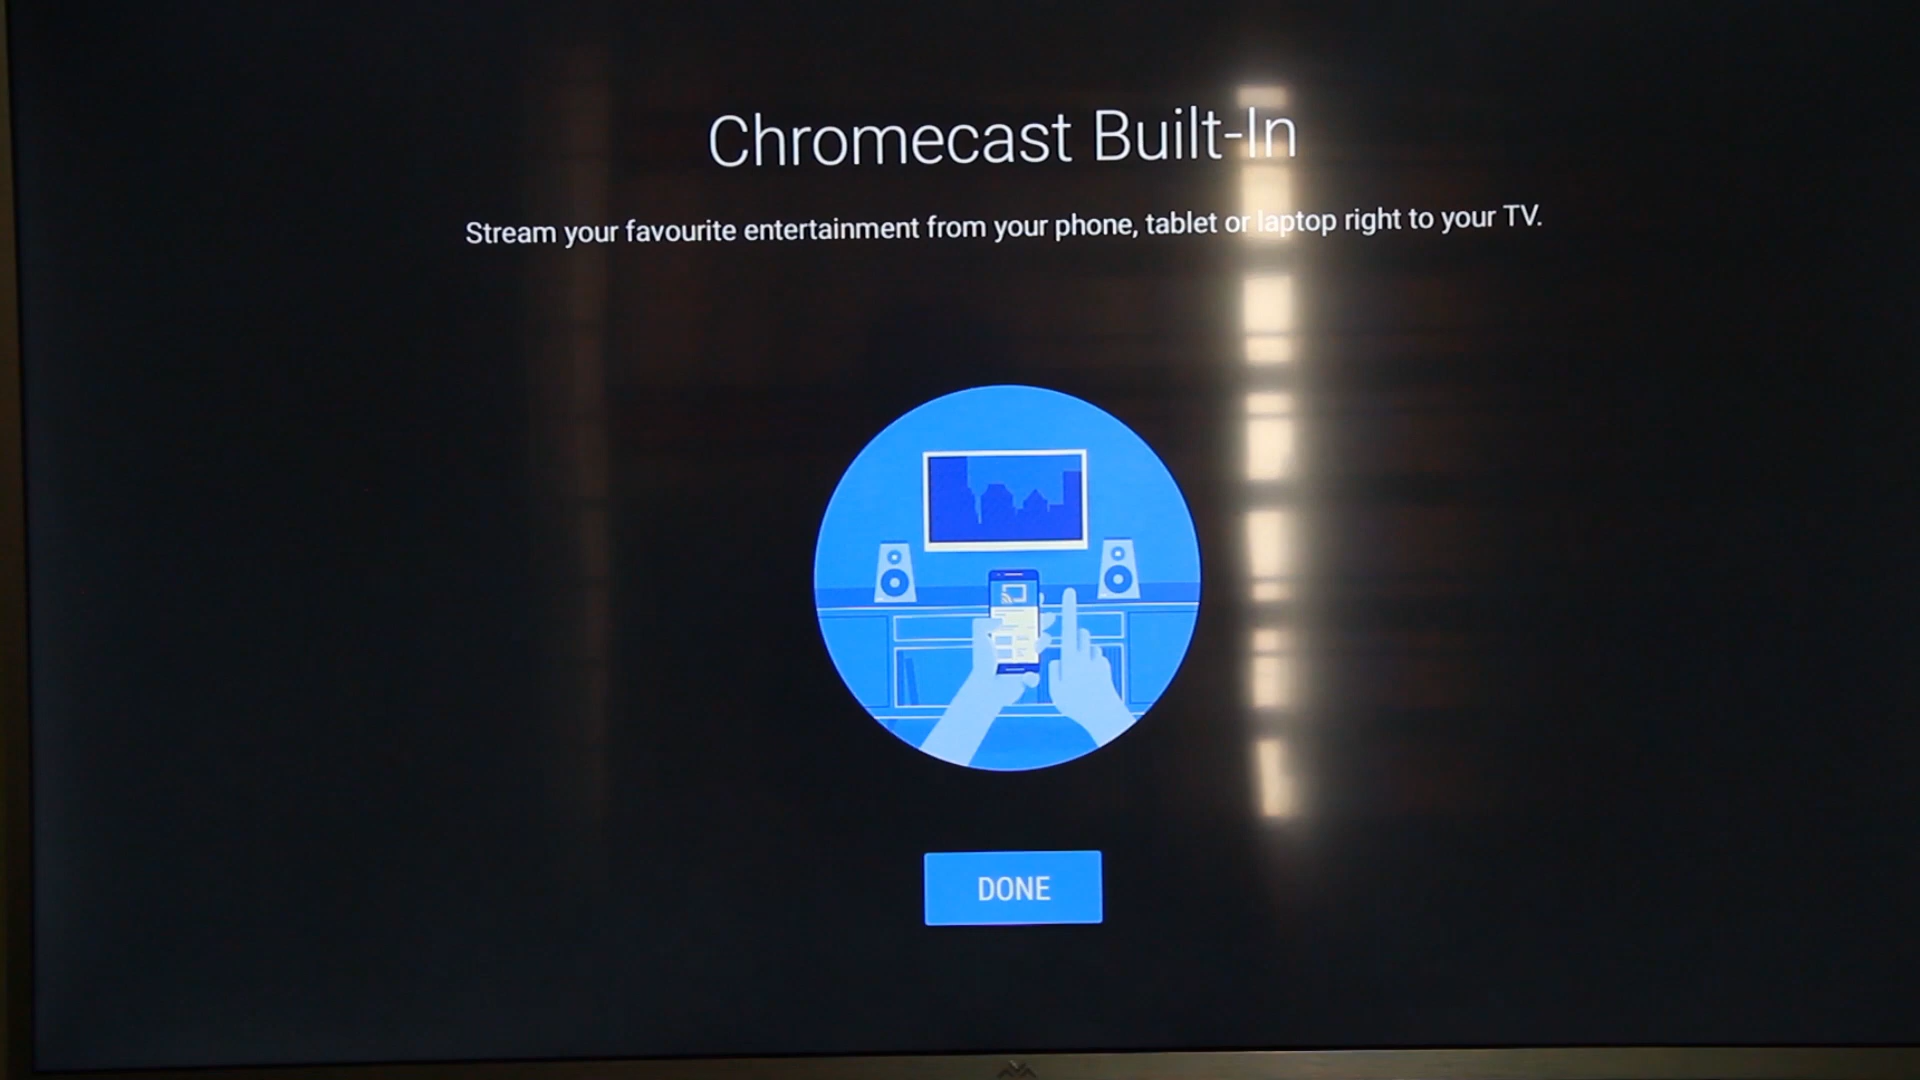 Chromecast Built-In
Stream your favourite entertainment from your phone, tablet or laptop right to your TV.
DONE